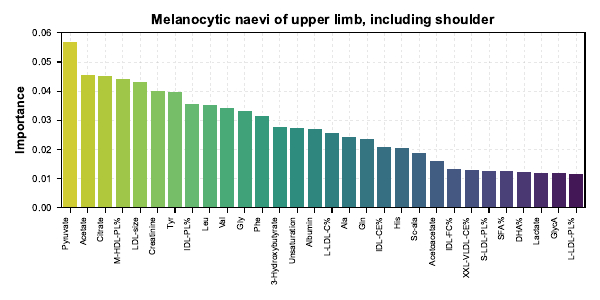 Melanocytic naevi of upper limb, including shoulder
Importance
0.06
0.05
0.04
0.03
0.02
0.01
0.00
Pyruvate
Acetate
Citrate
M-HDL-PL%
LDL-size
Creatinine
Tyr
IDL-PL%
Leu
Val
Gly
Phe
3-Hydroxybutyrate
Unsaturation
Albumin
L-LDL-C%
Ala
Gln
IDL-CE%
His
Sc-ala
Acetoacetate
IDL-FC%
XXL-VLDL-CE%
S-LDL-PL%
SFA%
DHA%
Lactate
GlycA
L-LDL-PL%